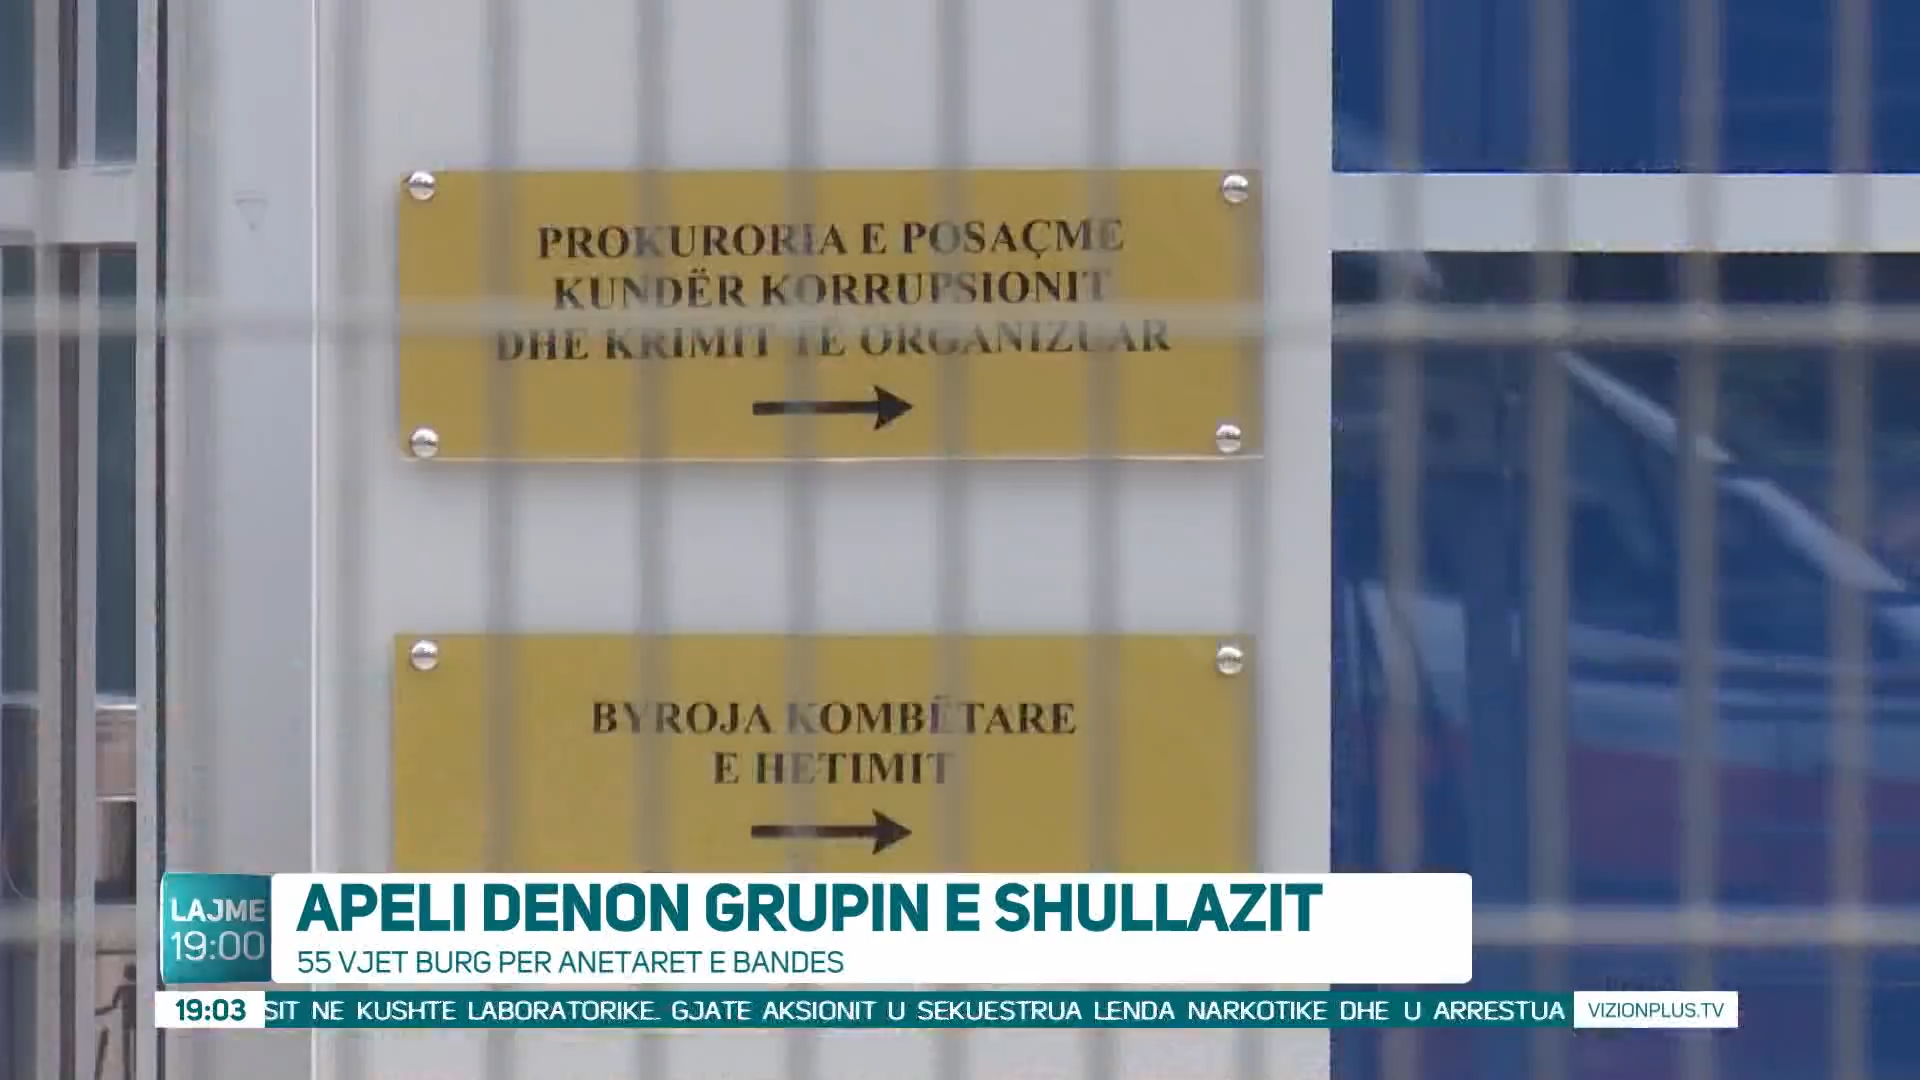 PROKURORIA E POSAÇME
KUNDËR KORRUPSIONIT
DHE KRIMIT TË ORGANIZUAR
BYROJA KOMBËTARE
E HETIMIT
LAJME
19:00
APELI DENON GRUPIN E SHULLAZIT
55 VJET BURG PER ANETARET E BANDES
19:03
SIT NE KUSHTE LABORATORIKE. GJATE AKSIONIT U SEKUESTRUA LENDA NARKOTIKE DHE U ARRESTUA
VIZIONPLUS.TV